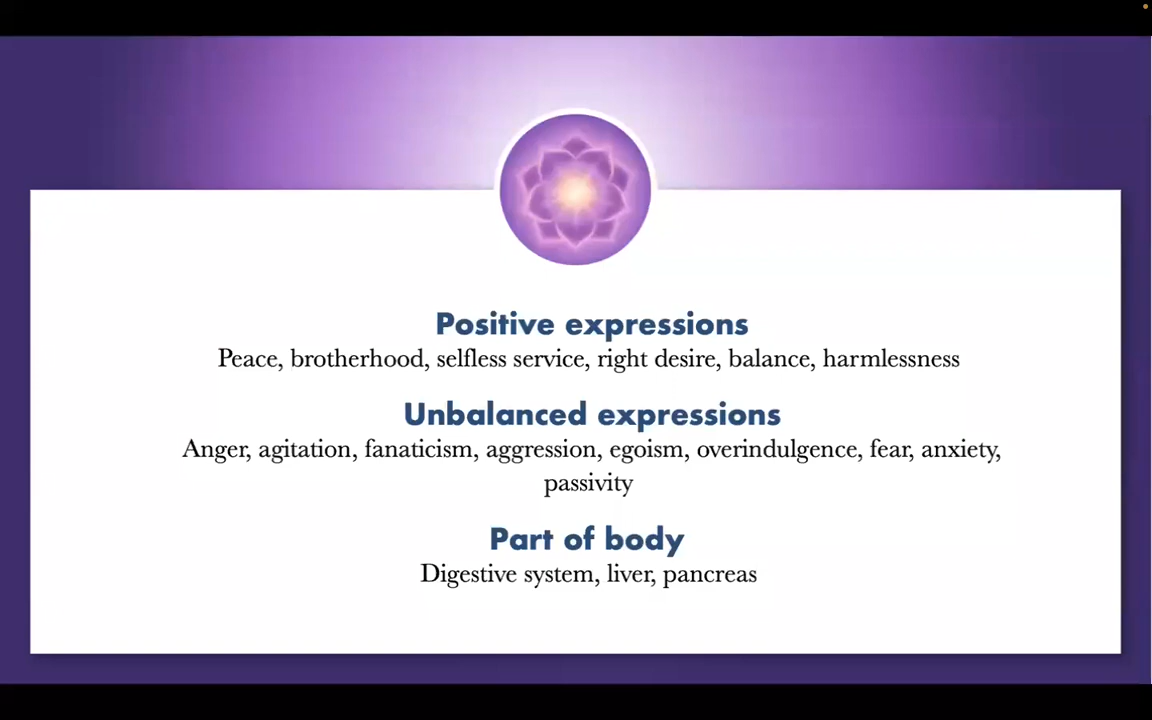 Positive expressions
Peace, brotherhood, selfless service, right desire, balance, harmlessness
Unbalanced expressions
Anger, agitation, fanaticism, aggression, egoism, overindulgence, fear, anxiety,
passivity
Part of body
Digestive system, liver, pancreas